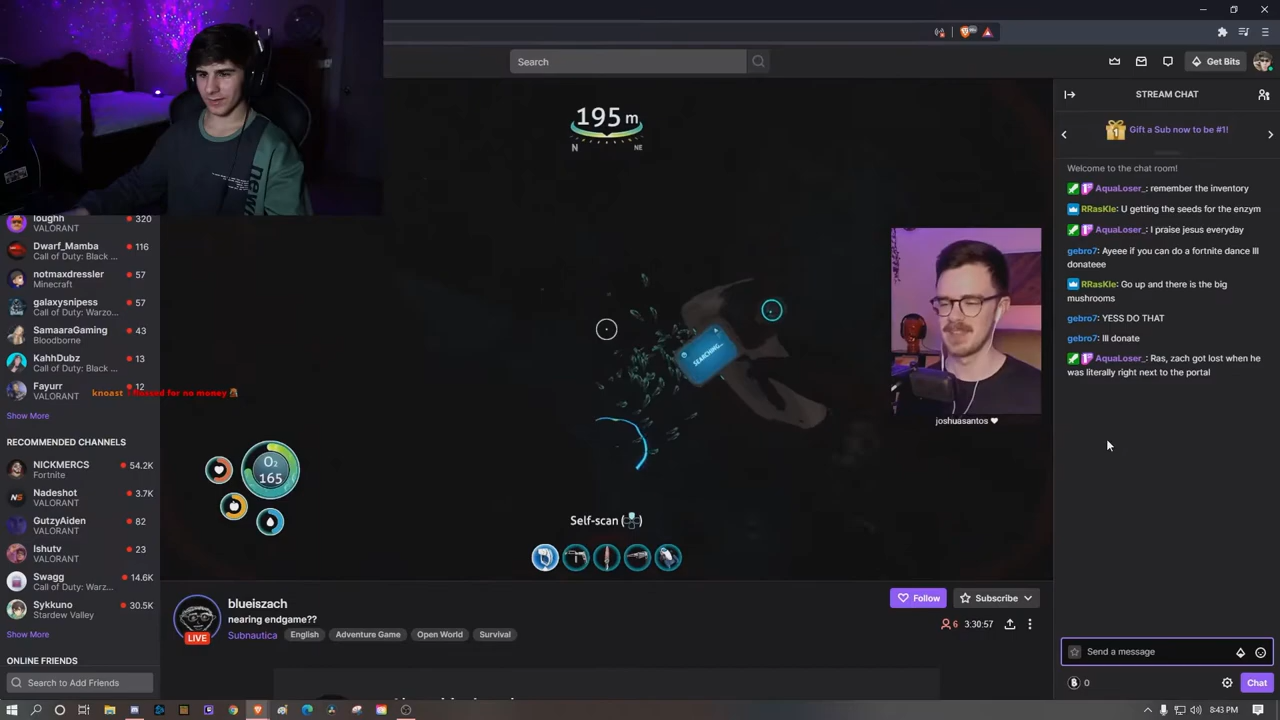 Search
Get Bits
195 m
N NE
SEARCHING...
joshuasantos
O₂
165
Self-scan
loughh 320
VALORANT
Dwarf_Mamba 116
Call of Duty: Black ...
notmaxdressler 57
Minecraft
galaxysnipess 57
Call of Duty: Warzo...
SamaaraGaming 43
Bloodborne
KahhDubz 13
Call of Duty: Black ...
Fayurr 12
VALORANT
knoast
for no money
Show More
RECOMMENDED CHANNELS
NICKMERCS 54.2K
Fortnite
Nadeshot 3.7K
VALORANT
GutzyAiden 82
VALORANT
Ishutv 23
VALORANT
Swagg 14.6K
Call of Duty: Warz...
Sykkuno 30.5K
Stardew Valley
Show More
ONLINE FRIENDS
Search to Add Friends
LIVE
blueiszach
nearing endgame??
Subnautica English Adventure Game Open World Survival
Follow Subscribe
6 3:30:57
STREAM CHAT
1 Gift a Sub now to be #1!
Welcome to the chat room!
AquaLoser_: remember the inventory
RRasKle: U getting the seeds for the enzym
AquaLoser_: I praise jesus everyday
gebro7: Ayeee if you can do a fortnite dance Ill
donateee
RRasKle: Go up and there is the big
mushrooms
gebro7: YESS DO THAT
gebro7: Ill donate
AquaLoser_: Ras, zach got lost when he
was literally right next to the portal
Send a message
0
Chat
8:43 PM